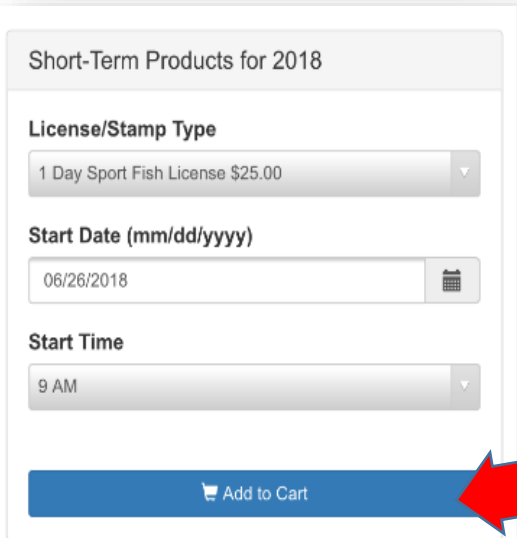 Short-Term Products for 2018
License/Stamp Type
1 Day Sport Fish License $25.00
Start Date (mm/dd/yyyy)
06/26/2018
Start Time
9 AM
Add to Cart